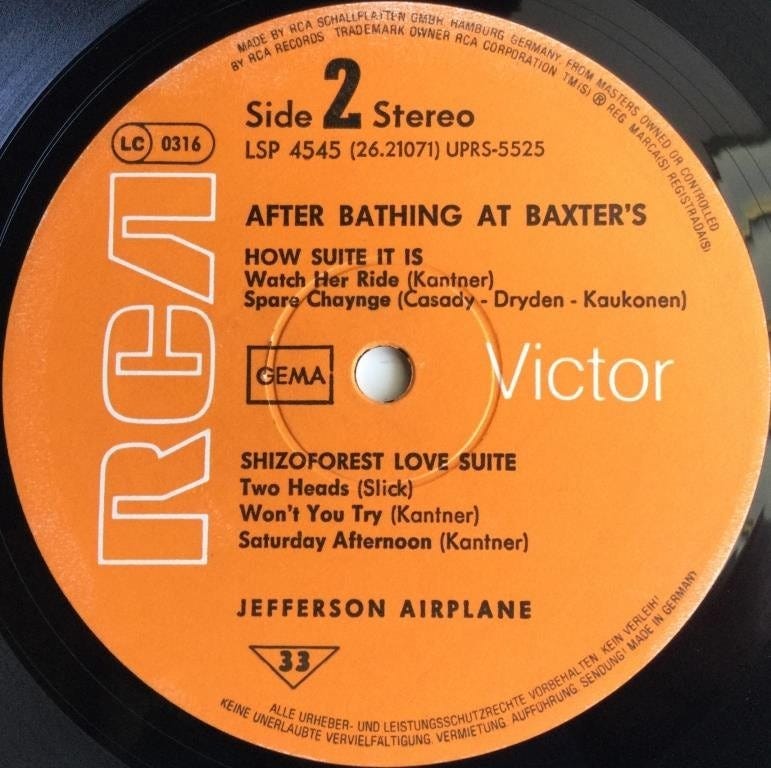 MADE BY RCA SCHALLPLATTEN GMBH, HAMBURG GERMANY, FROM MASTERS OWNED OR CONTROLLED
BY RCA RECORDS TRADEMARK OWNER RCA CORPORATION TM(S) ® REG MARCA(S) REGISTRADA(S)
Side 2 Stereo
LC 0316
LSP 4545 (26.21071) UPRS-5525
RCA
AFTER BATHING AT BAXTER'S
HOW SUITE IT IS
Watch Her Ride (Kantner)
Spare Chaynge (Casady - Dryden - Kaukonen)
GEMA
Victor
SHIZOFOREST LOVE SUITE
Two Heads (Slick)
Won't You Try (Kantner)
Saturday Afternoon (Kantner)
JEFFERSON AIRPLANE
33
ALLE URHEBER- UND LEISTUNGSSCHUTZRECHTE VORBEHALTEN. KEIN VERLEIH!
KEINE UNERLAUBTE VERVIELFÄLTIGUNG. VERMIETUNG. AUFFÜHRUNG. SENDUNG! MADE IN GERMANY